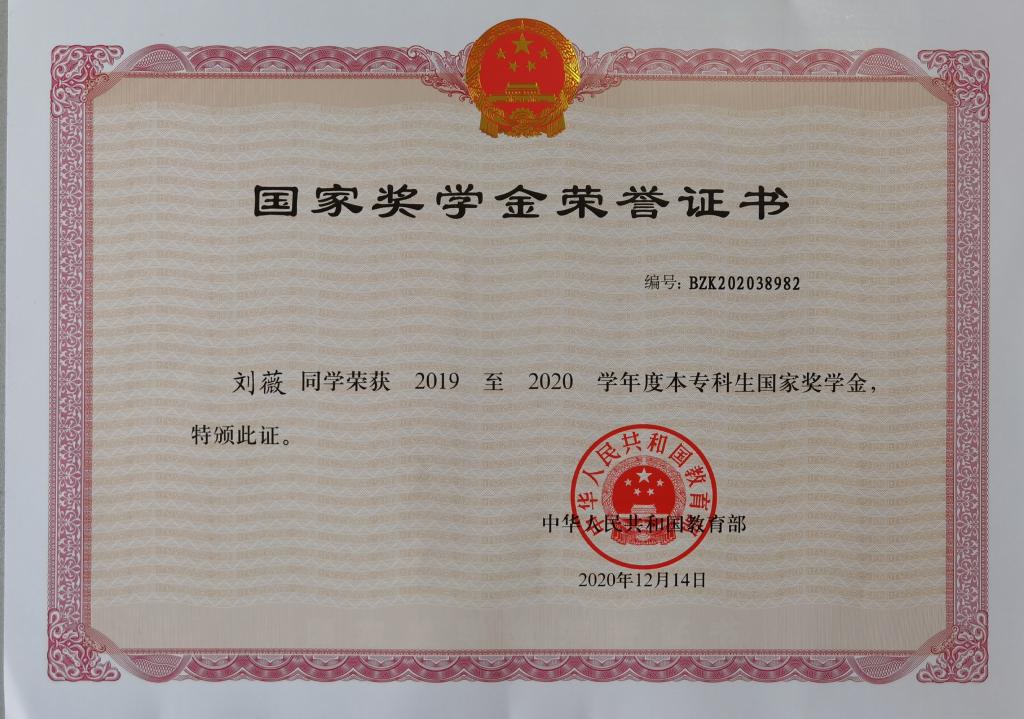 国家奖学金荣誉证书
编号: BZK202038982
刘薇 同学荣获 2019 至 2020 学年度本专科生国家奖学金，
特颁此证。
中华人民共和国教育部
中华人民共和国教育部
2020年12月14日